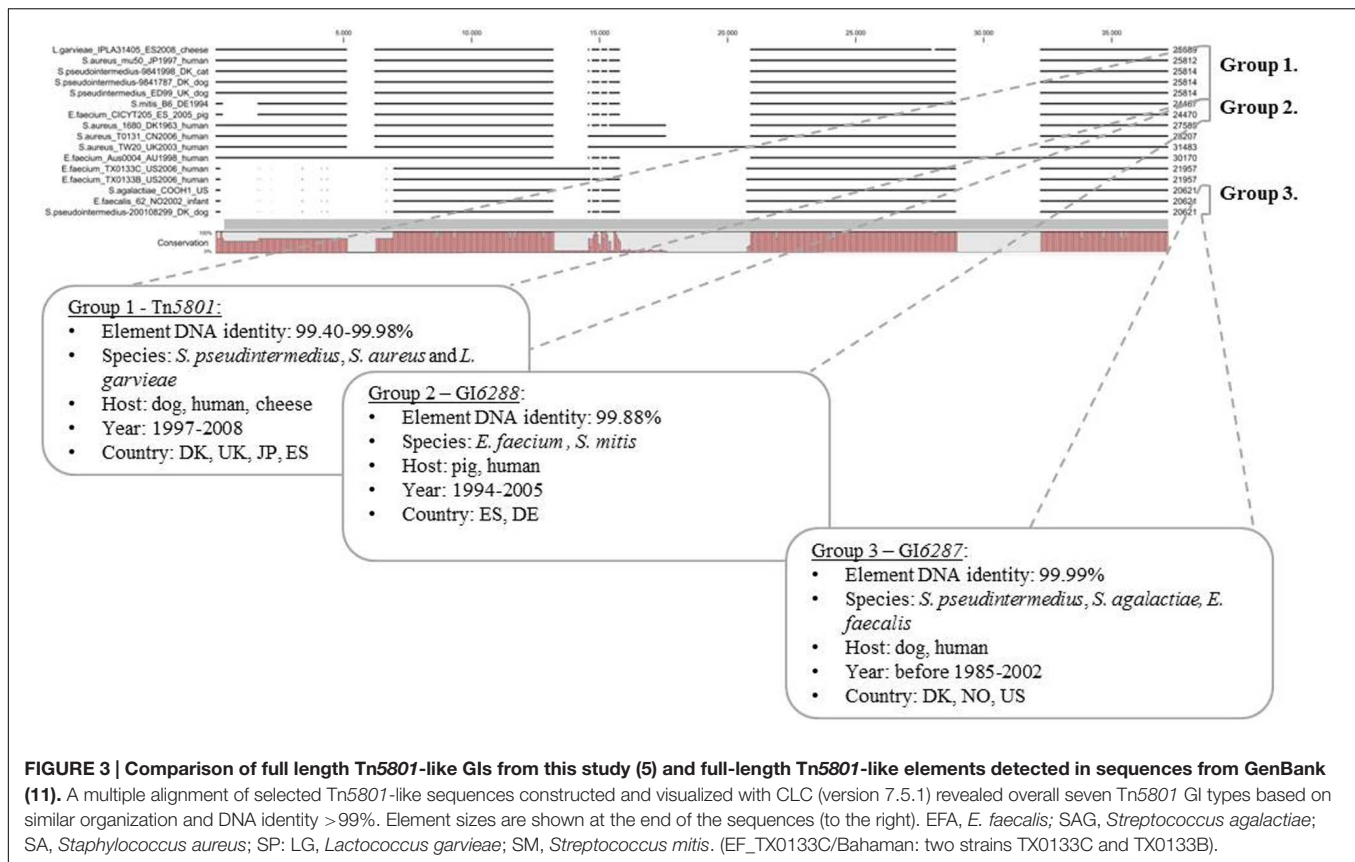 5.000 10.000 15.000 20.000 25.000 30.000 35.000
L.garvieae_IPLA31405_ES2008_cheese 25689
S.aureus_mu50_JP1997_human 25812
S.pseudointermedius-9841998_DK_cat 25814
S.pseudointermedius-9841787_DK_dog 25814
S.pseudointermedius_ED99_UK_dog 25814
S.mitis_B6_DE1994
E.faecium_CICYT205_ES_2005_pig 24470
S.aureus_1680_DK1963_human 27589
S.aureus_T0131_CN2006_human 28207
S.aureus_TW20_UK2003_human 31483
E.faecium_Aus0004_AU1998_human 30170
E.faecium_TX0133C_US2006_human 21957
E.faecium_TX0133B_US2006_human 21957
S.agalactiae_COOH1_US 20621
E.faecalis_62_NO2002_infant 20621
S.pseudointermedius-200108299_DK_dog 20621
Group 1.
Group 2.
Group 3.
100%
Conservation
0%
Group 1 - Tn5801:
• Element DNA identity: 99.40-99.98%
• Species: S. pseudintermedius, S. aureus and L.
garvieae
• Host: dog, human, cheese
• Year: 1997-2008
• Country: DK, UK, JP, ES
Group 2 – GI6288:
• Element DNA identity: 99.88%
• Species: E. faecium , S. mitis
• Host: pig, human
• Year: 1994-2005
• Country: ES, DE
Group 3 – GI6287:
• Element DNA identity: 99.99%
• Species: S. pseudintermedius, S. agalactiae, E.
faecalis
• Host: dog, human
• Year: before 1985-2002
• Country: DK, NO, US
FIGURE 3 | Comparison of full length Tn5801-like GIs from this study (5) and full-length Tn5801-like elements detected in sequences from GenBank
(11). A multiple alignment of selected Tn5801-like sequences constructed and visualized with CLC (version 7.5.1) revealed overall seven Tn5801 GI types based on
similar organization and DNA identity >99%. Element sizes are shown at the end of the sequences (to the right). EFA, E. faecalis; SAG, Streptococcus agalactiae;
SA, Staphylococcus aureus; SP: LG, Lactococcus garvieae; SM, Streptococcus mitis. (EF_TX0133C/Bahaman: two strains TX0133C and TX0133B).